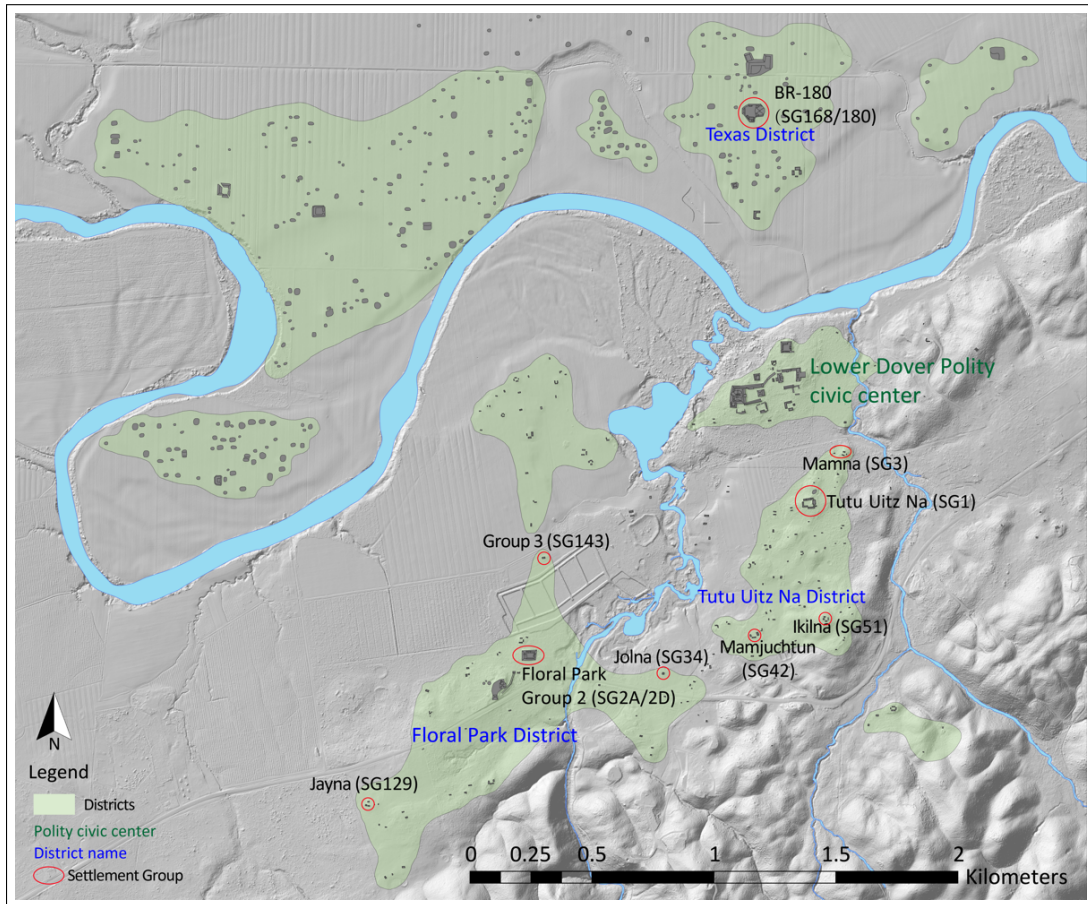 BR-180
(SG168/180)
Texas District
Lower Dover Polity
civic center
Mamna (SG3)
Tutu Uitz Na (SG1)
Group 3 (SG143)
Tutu Uitz Na District
Ikilna (SG51)
Mamjuchtun
(SG42)
Jolna (SG34)
Floral Park
Group 2 (SG2A/2D)
Floral Park District
Jayna (SG129)
N
Legend
Districts
Polity civic center
District name
Settlement Group
0 0.25 0.5 1 1.5 2
Kilometers